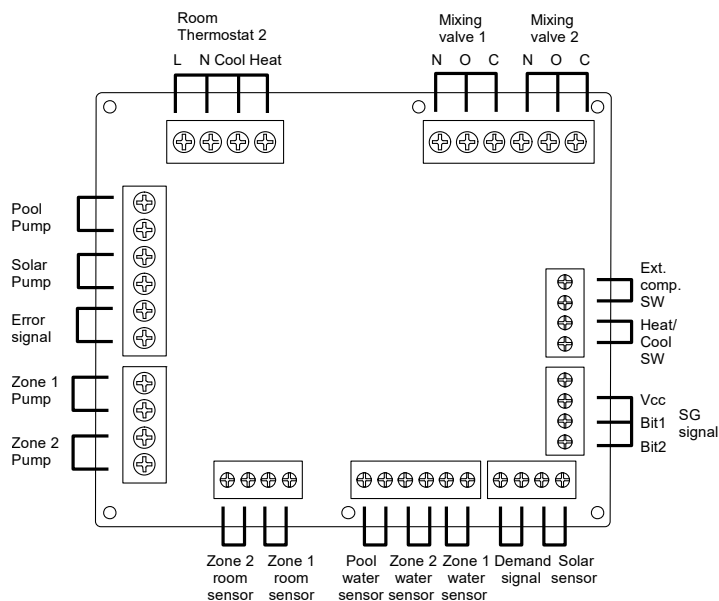 Room
Thermostat 2
L N Cool Heat
Mixing
valve 1
N O C
Mixing
valve 2
N O C
Pool
Pump
Solar
Pump
Error
signal
Zone 1
Pump
Zone 2
Pump
Ext.
comp.
SW
Heat/
Cool
SW
Vcc
Bit1
Bit2
SG
signal
Zone 2
room
sensor
Zone 1
room
sensor
Pool
water
sensor
Zone 2
water
sensor
Zone 1
water
sensor
Demand
signal
Solar
sensor